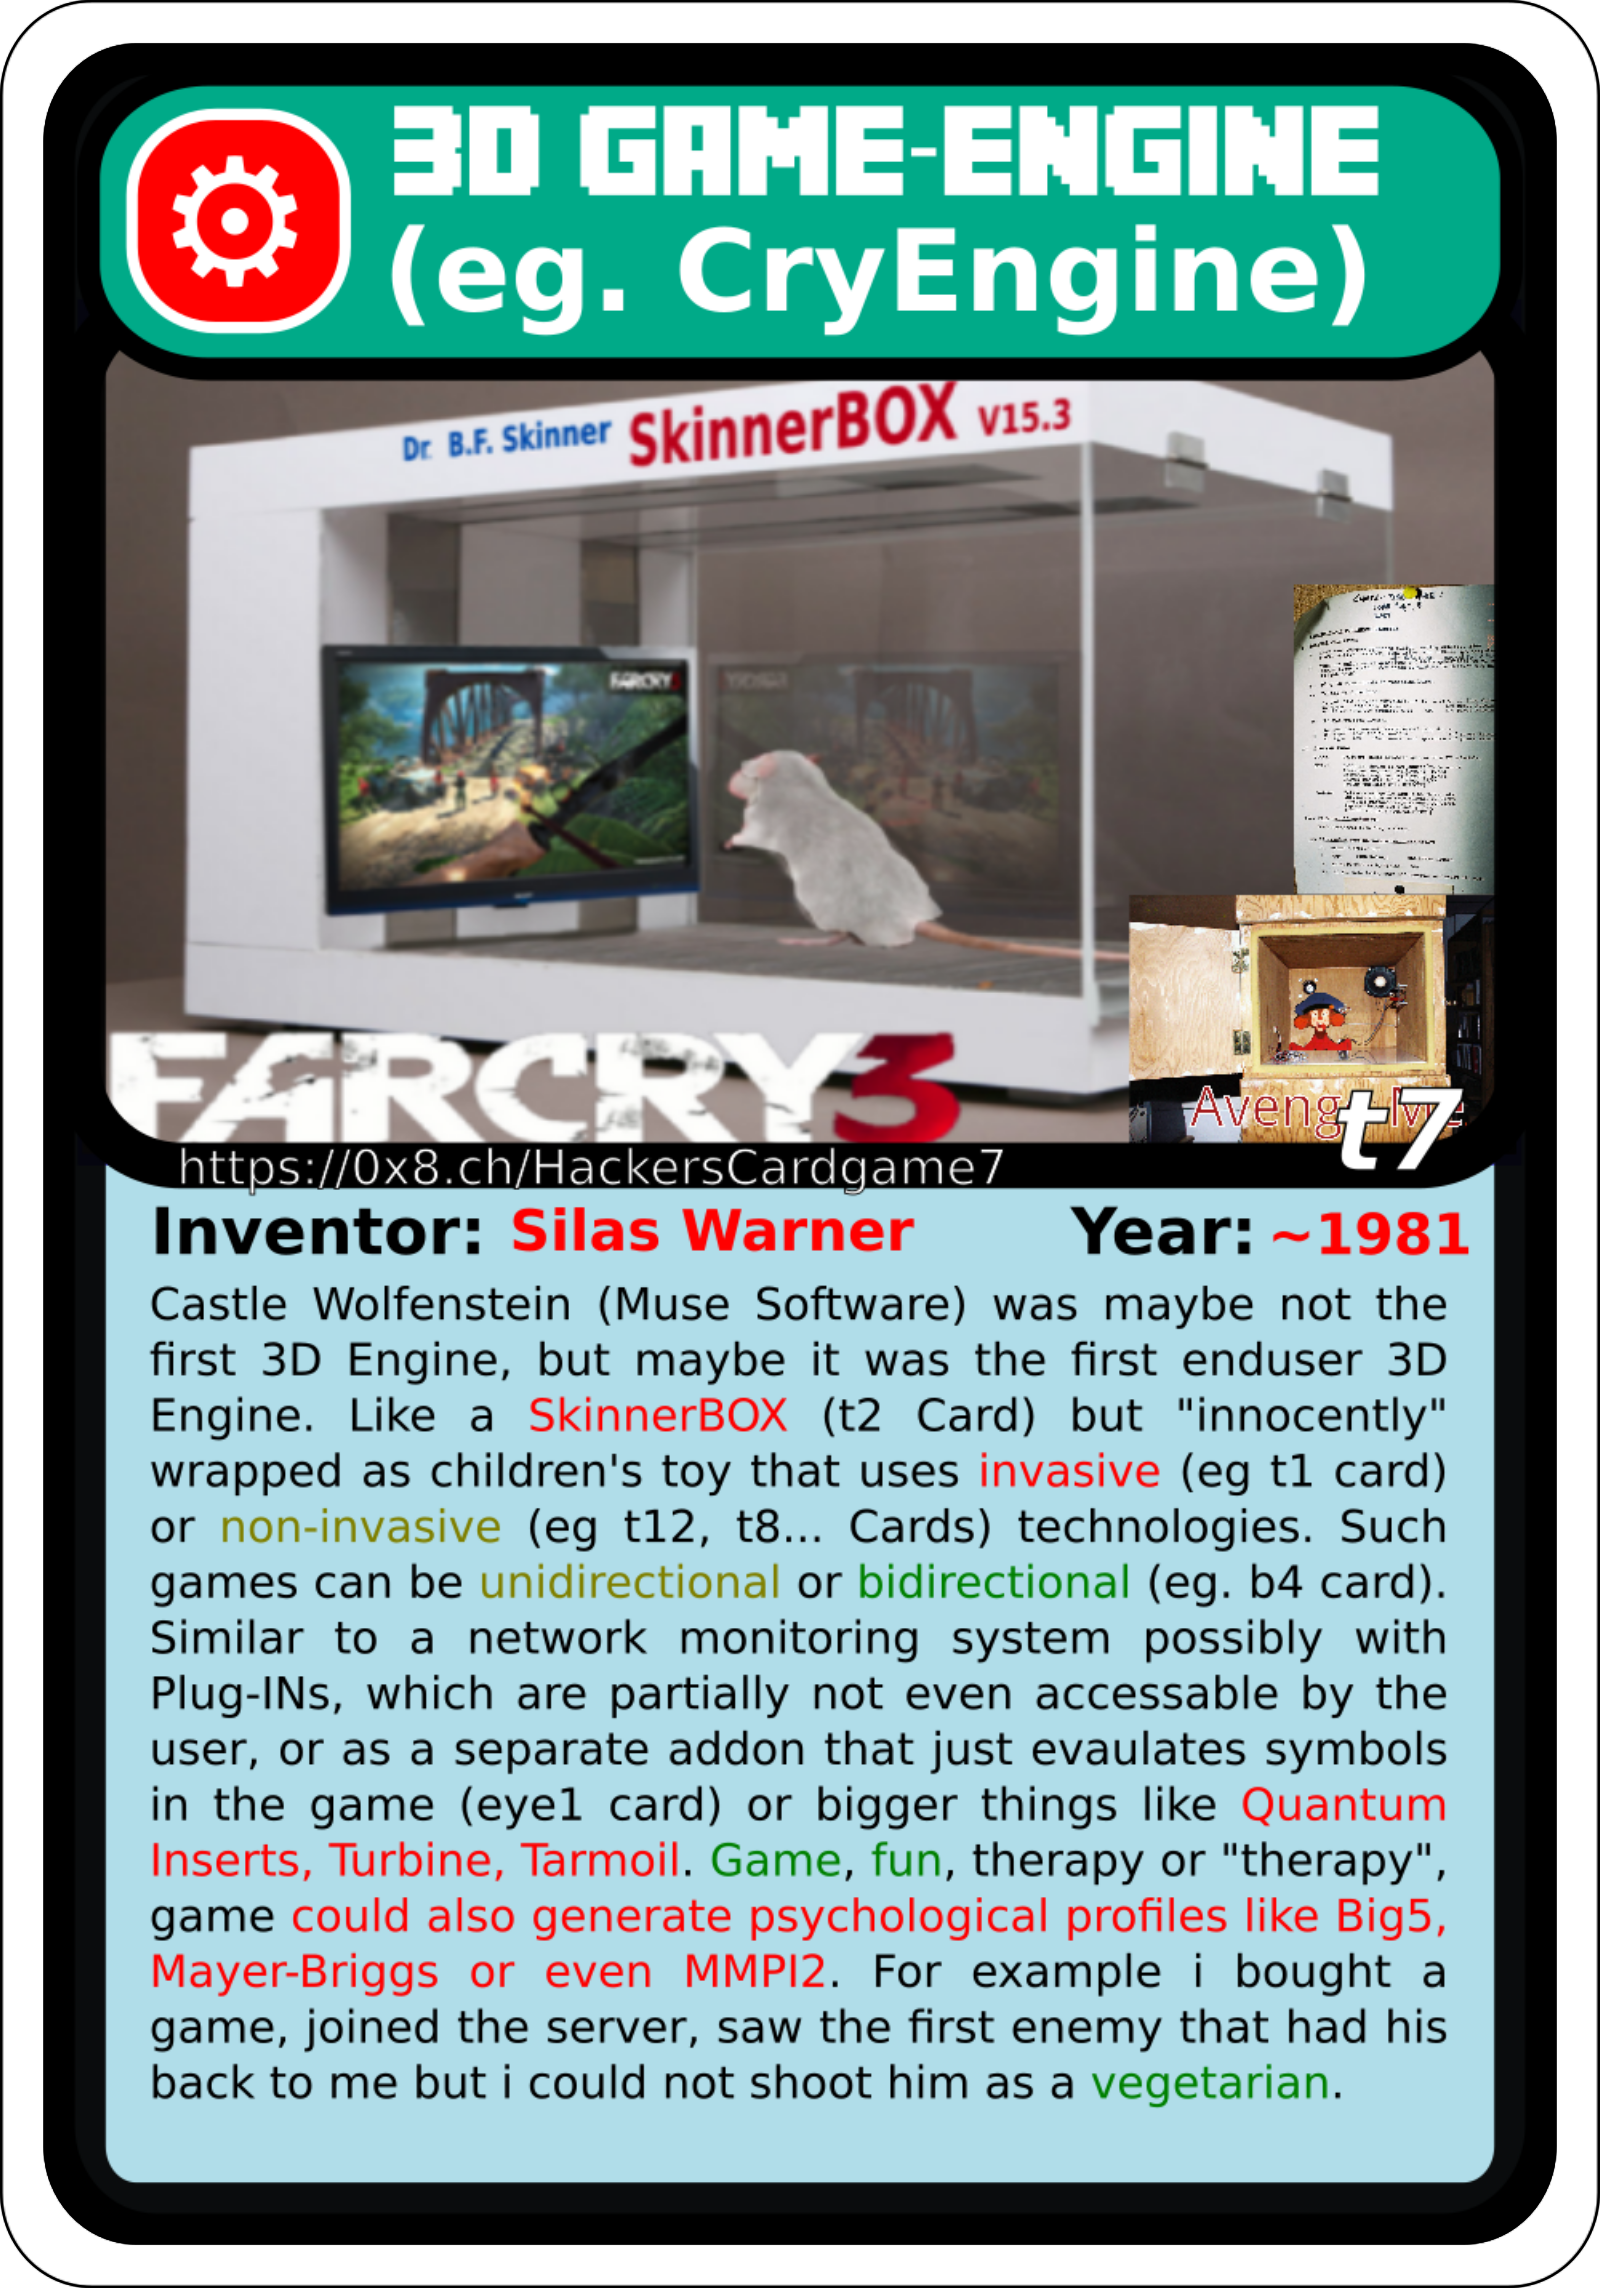 3D GAME-ENGINE
(eg. CryEngine)
Dr. B.F. Skinner SkinnerBOX V15.3
FARCRY3
FARCRY3
https://0x8.ch/HackersCardgame7
t7
Inventor: Silas Warner Year: ~1981
Castle Wolfenstein (Muse Software) was maybe not the
first 3D Engine, but maybe it was the first enduser 3D
Engine. Like a SkinnerBOX (t2 Card) but "innocently"
wrapped as children's toy that uses invasive (eg t1 card)
or non-invasive (eg t12, t8... Cards) technologies. Such
games can be unidirectional or bidirectional (eg. b4 card).
Similar to a network monitoring system possibly with
Plug-INs, which are partially not even accessable by the
user, or as a separate addon that just evaulates symbols
in the game (eye1 card) or bigger things like Quantum
Inserts, Turbine, Tarmoil. Game, fun, therapy or "therapy",
game could also generate psychological profiles like Big5,
Mayer-Briggs or even MMPI2. For example i bought a
game, joined the server, saw the first enemy that had his
back to me but i could not shoot him as a vegetarian.